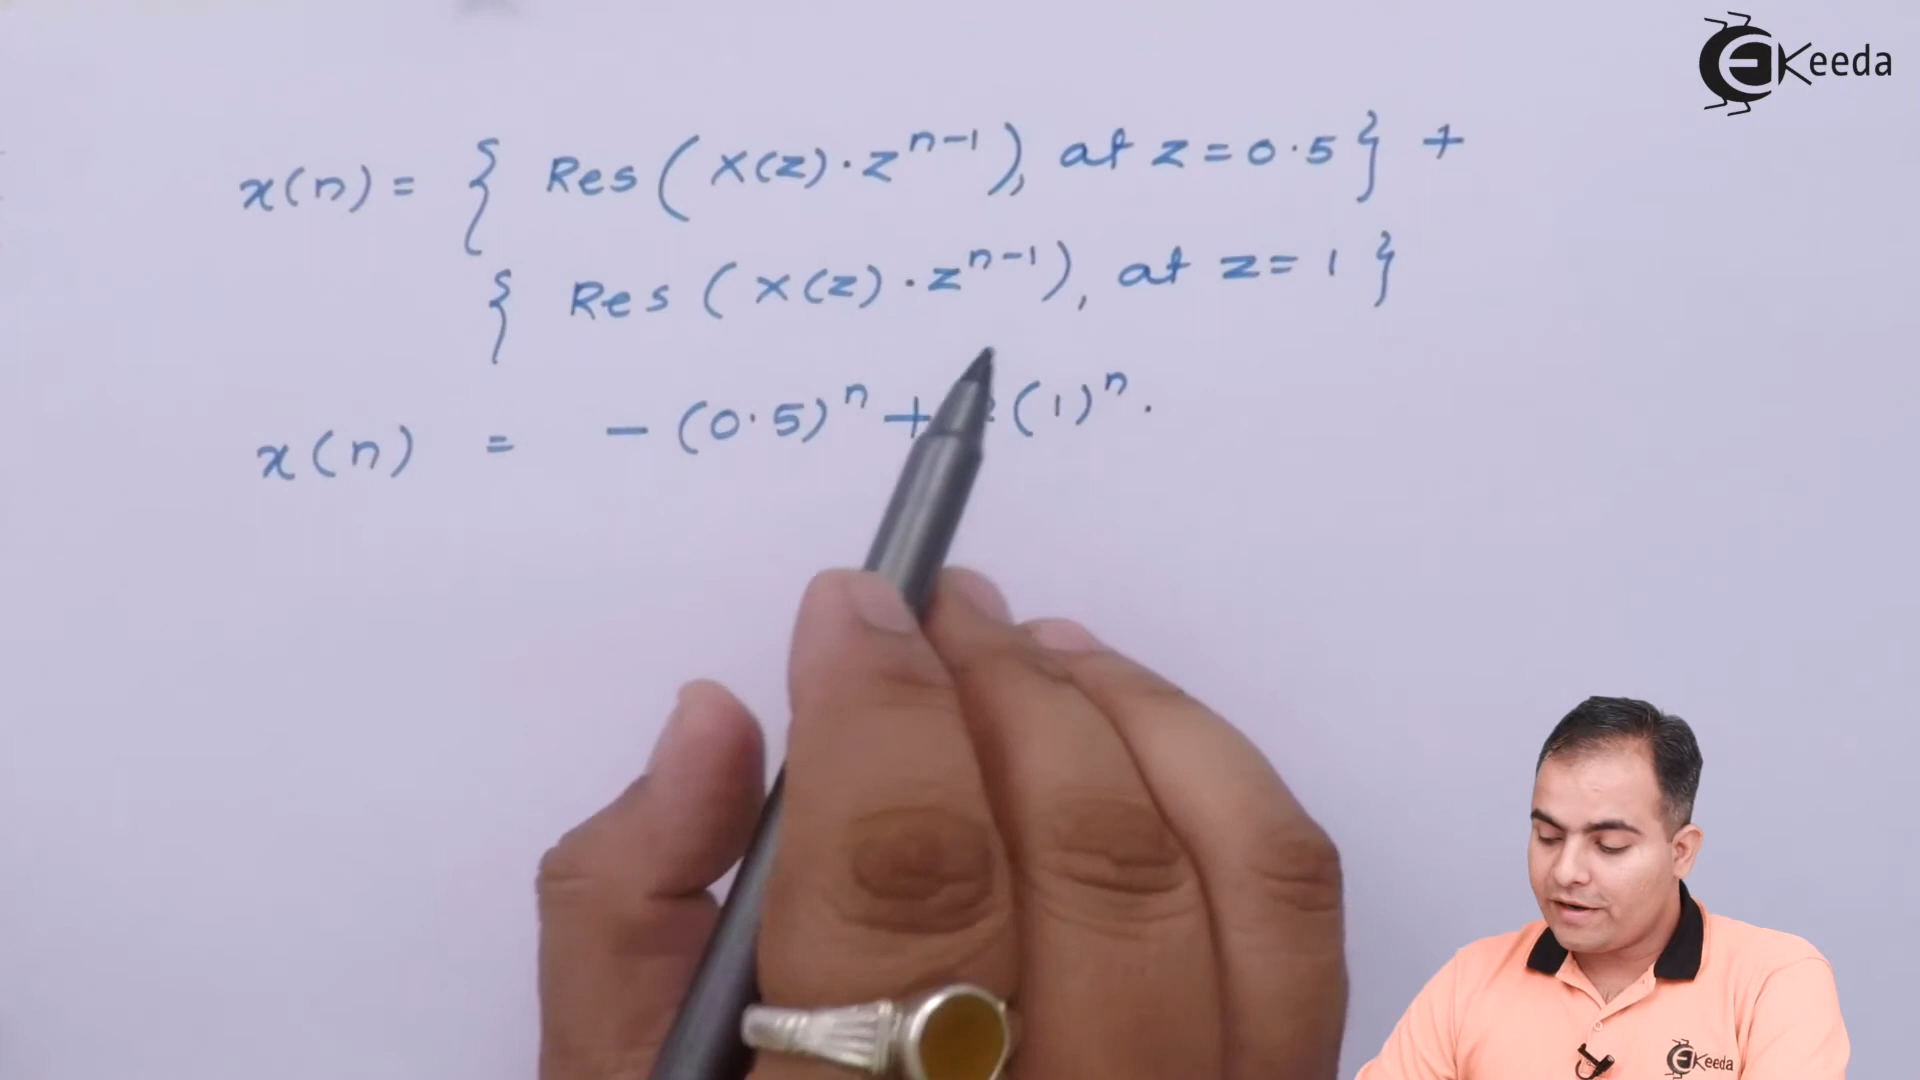 Keeda
x(n) = { Res ( X(z) · z^{n-1} ), at z = 0.5 } +
{ Res ( X(z) · z^{n-1} ), at z = 1 }
x(n) = - (0.5)^n + (1)^n .
Keeda